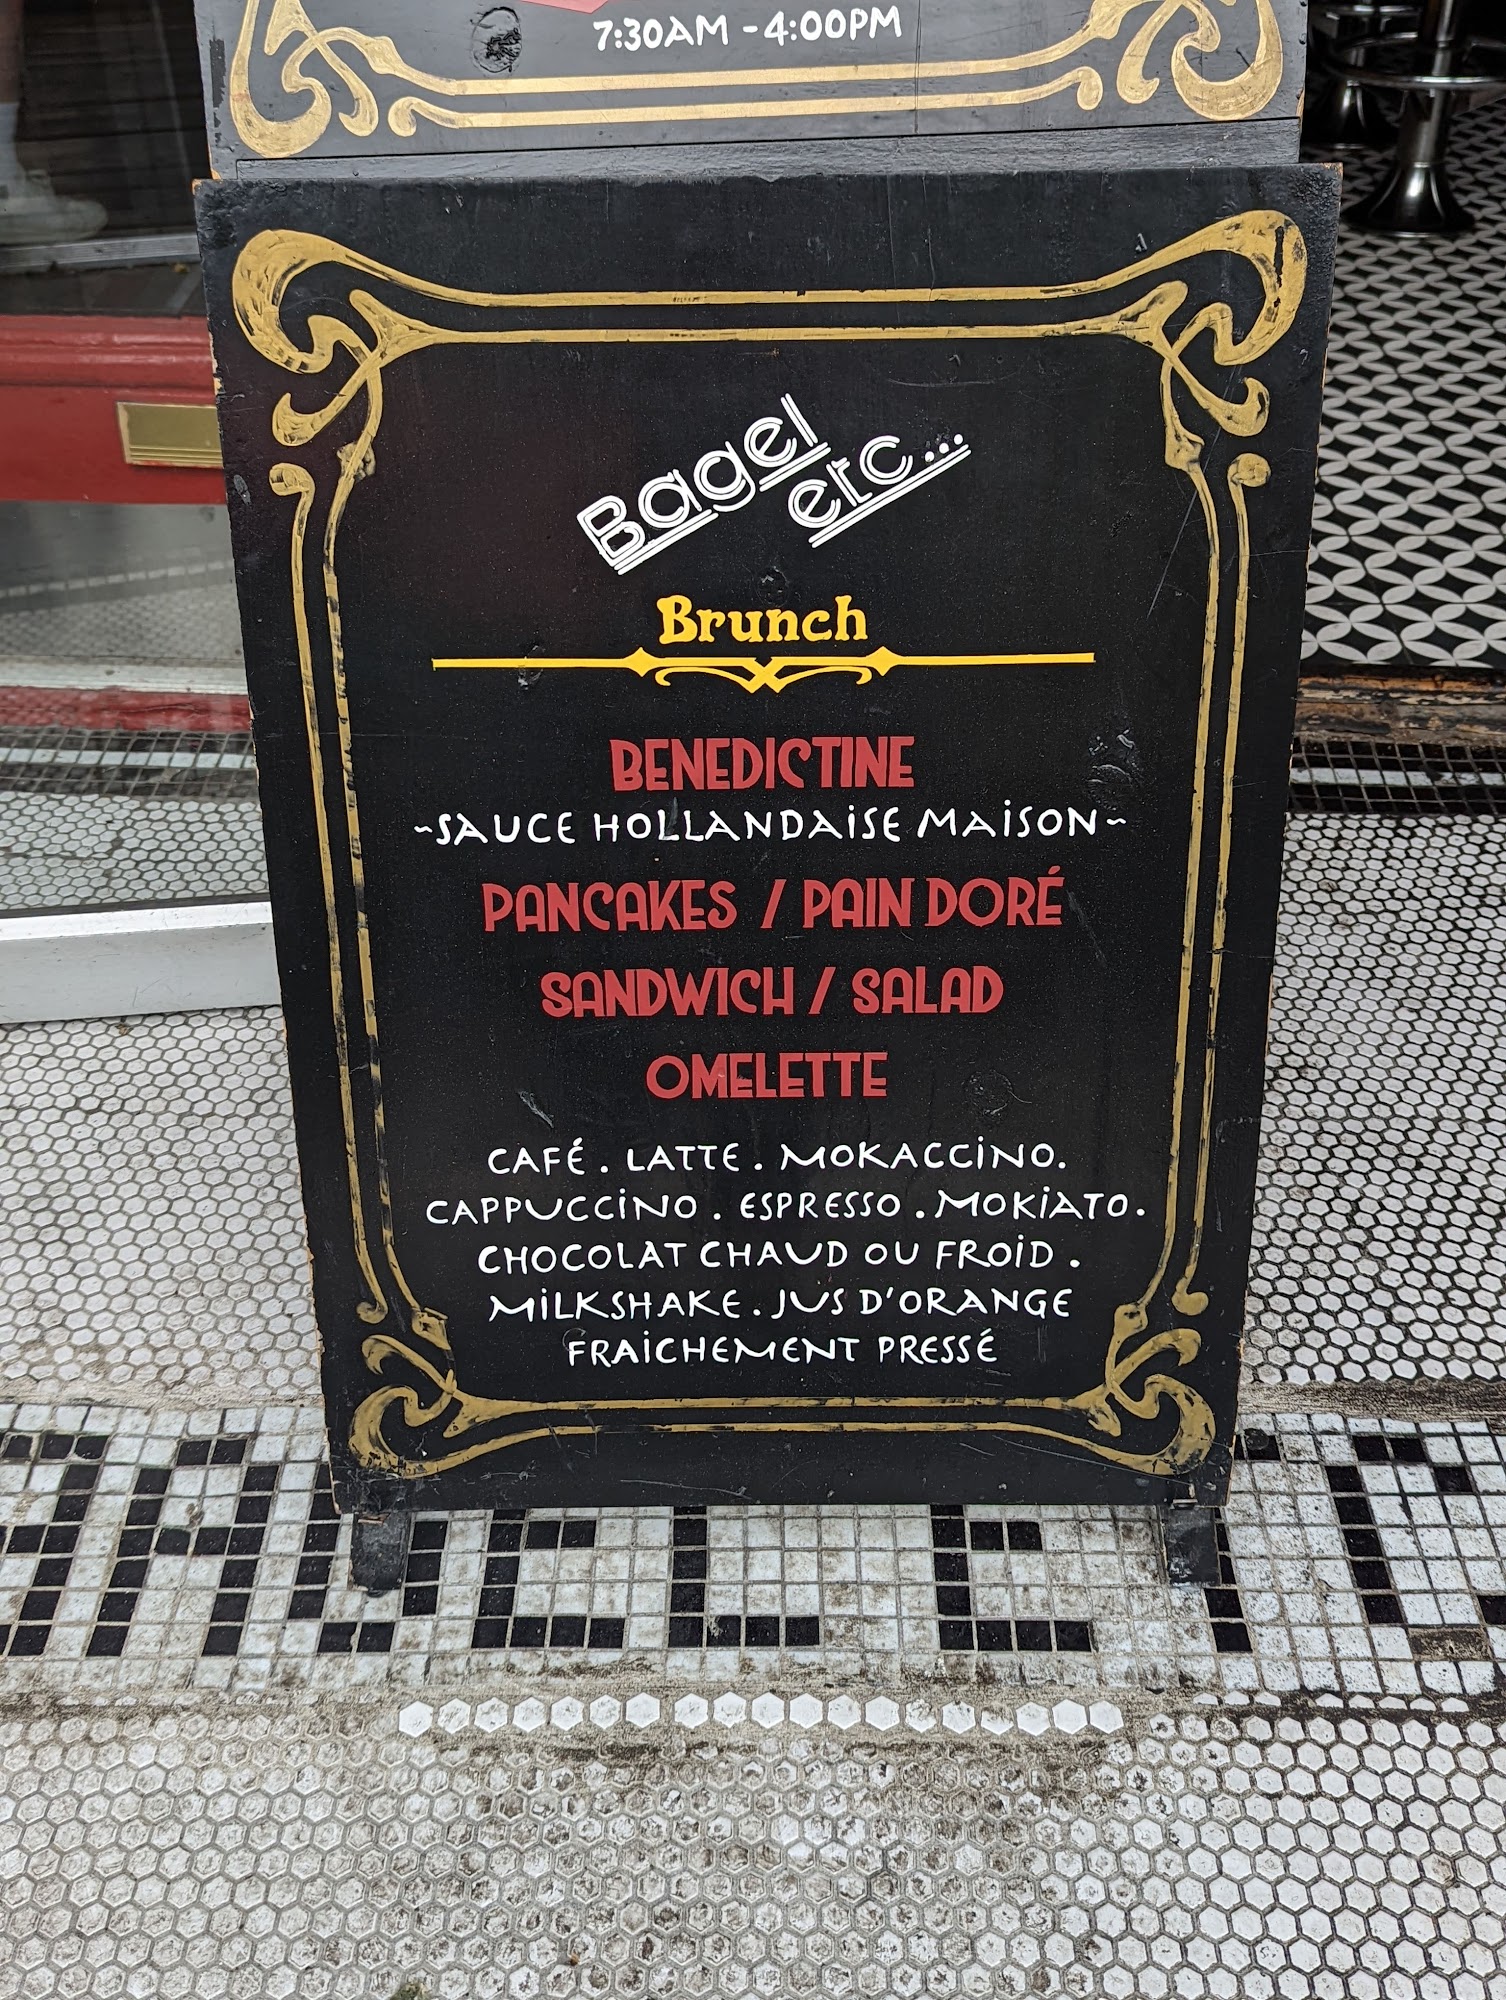 7:30AM - 4:00PM
Bagel
etc...
Brunch
BENEDICTINE
~SAUCE HOLLANDAiSE MAiSON~
PANCAKES / PAIN DORÉ
SANDWICH / SALAD
OMELETTE
CAFÉ . LATTE . MOKACCiNO.
CAPPUCCiNO . ESPRESSO . MOKiATO.
CHOCOLAT CHAUD OU FROiD .
MiLKSHAKE . JUS D'ORANGE
FRAiCHEMENT PRESSÉ